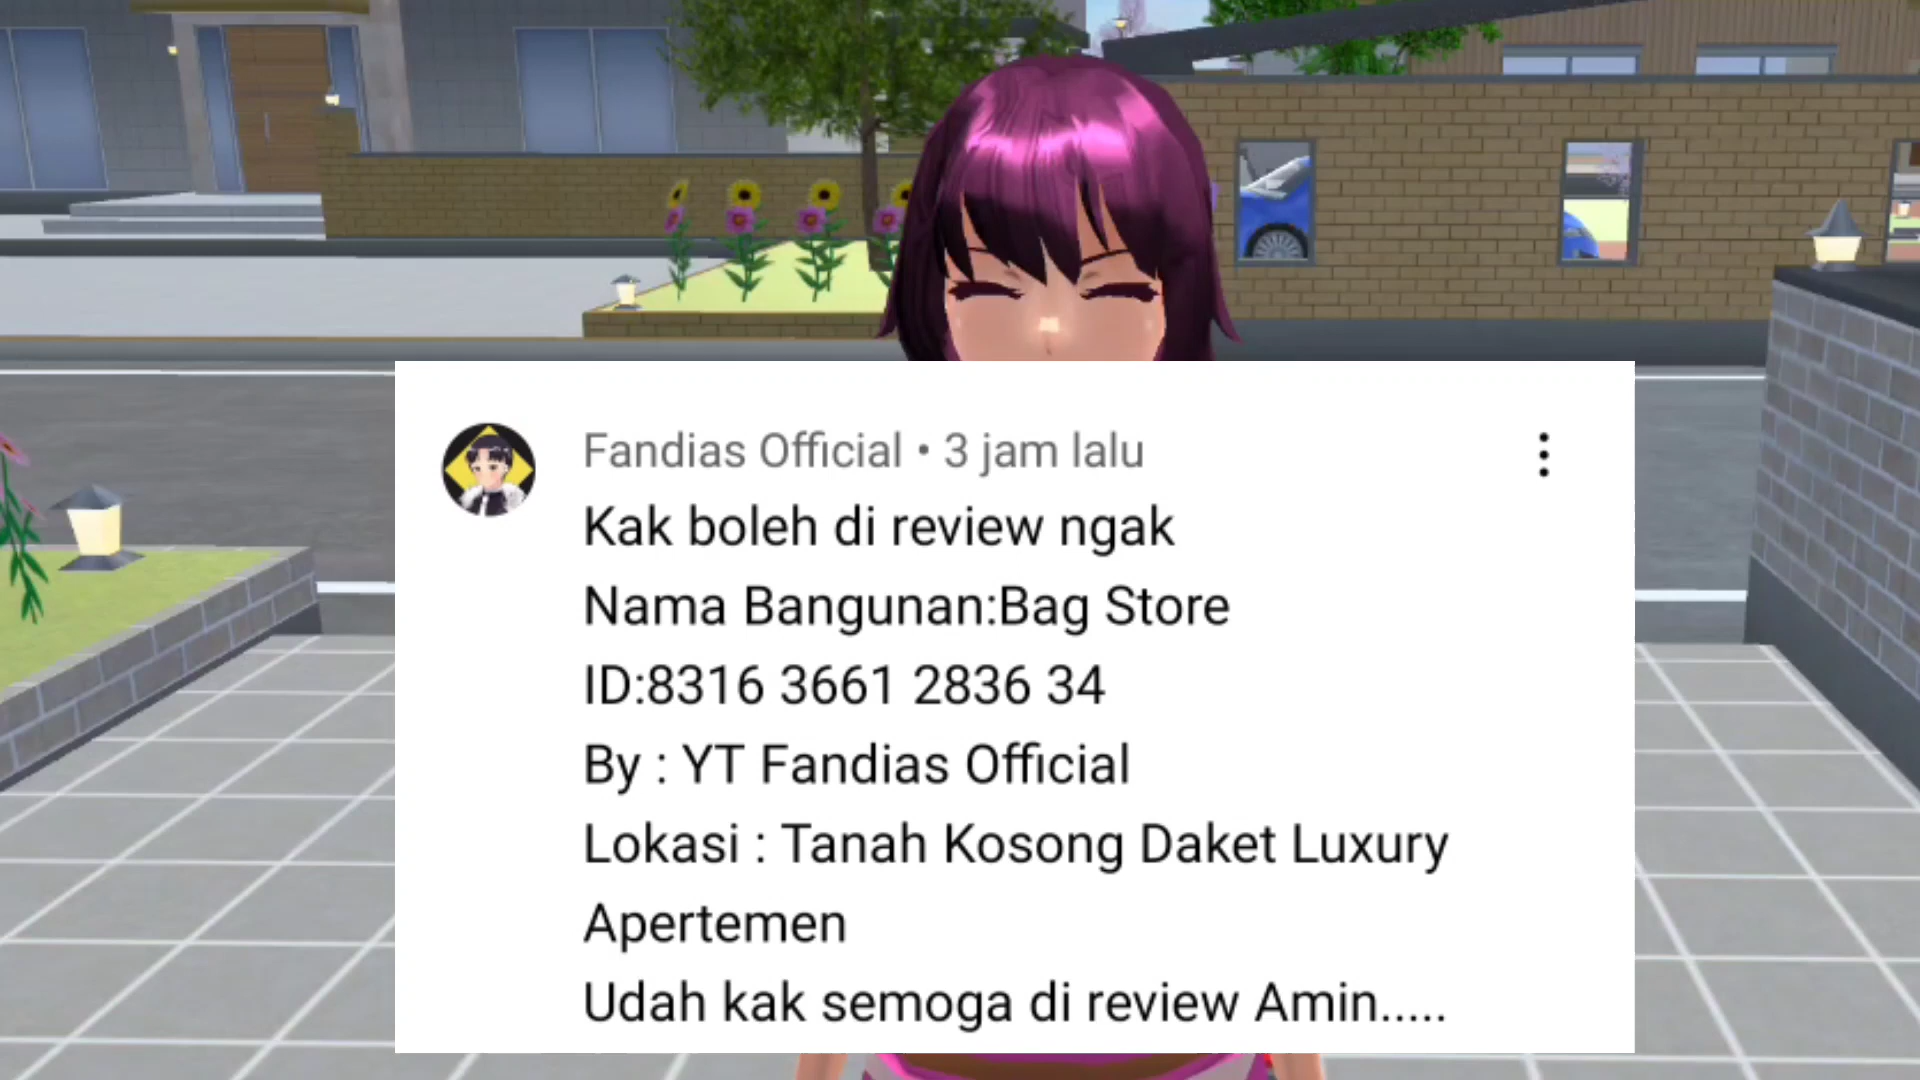 Fandias Official • 3 jam lalu
Kak boleh di review ngak
Nama Bangunan:Bag Store
ID:8316 3661 2836 34
By : YT Fandias Official
Lokasi : Tanah Kosong Daket Luxury
Apertemen
Udah kak semoga di review Amin.....